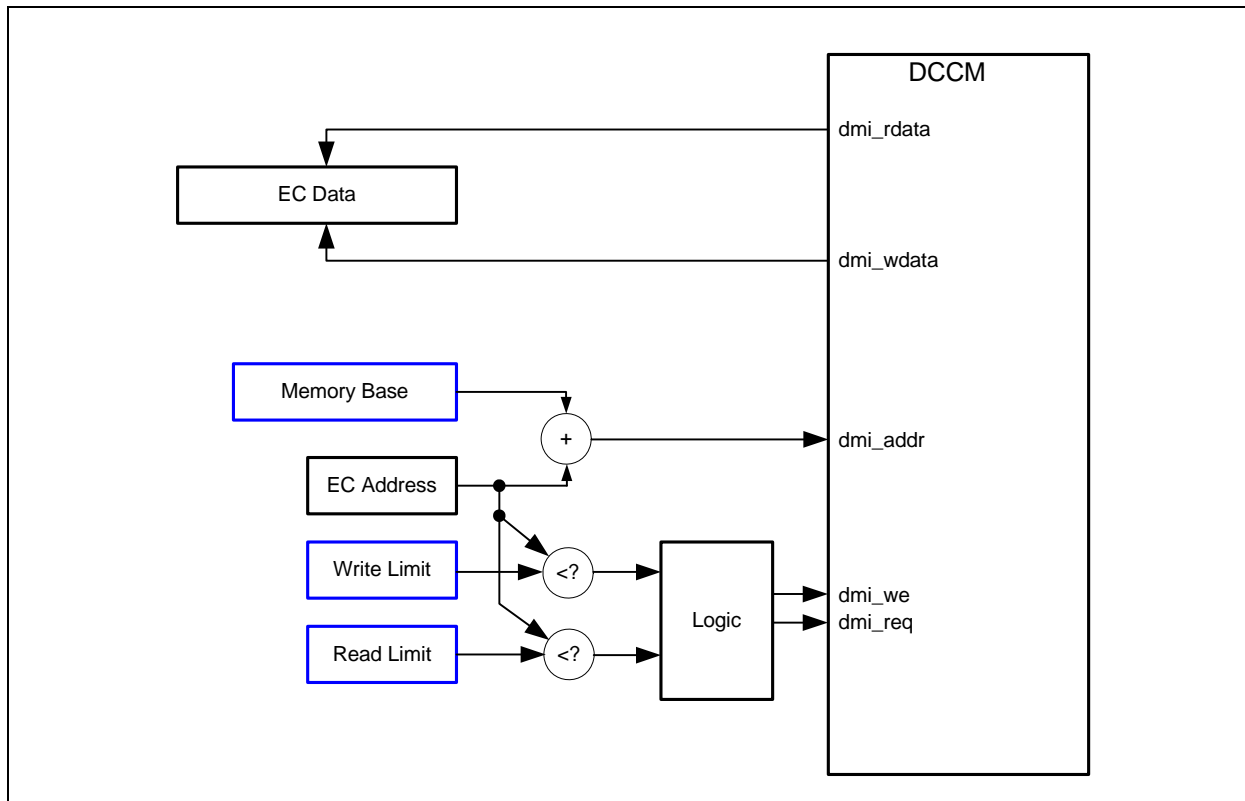 DCCM
dmi_rdata
EC Data
dmi_wdata
Memory Base
+
dmi_addr
EC Address
Write Limit
<?
dmi_we
Logic
dmi_req
Read Limit
<?